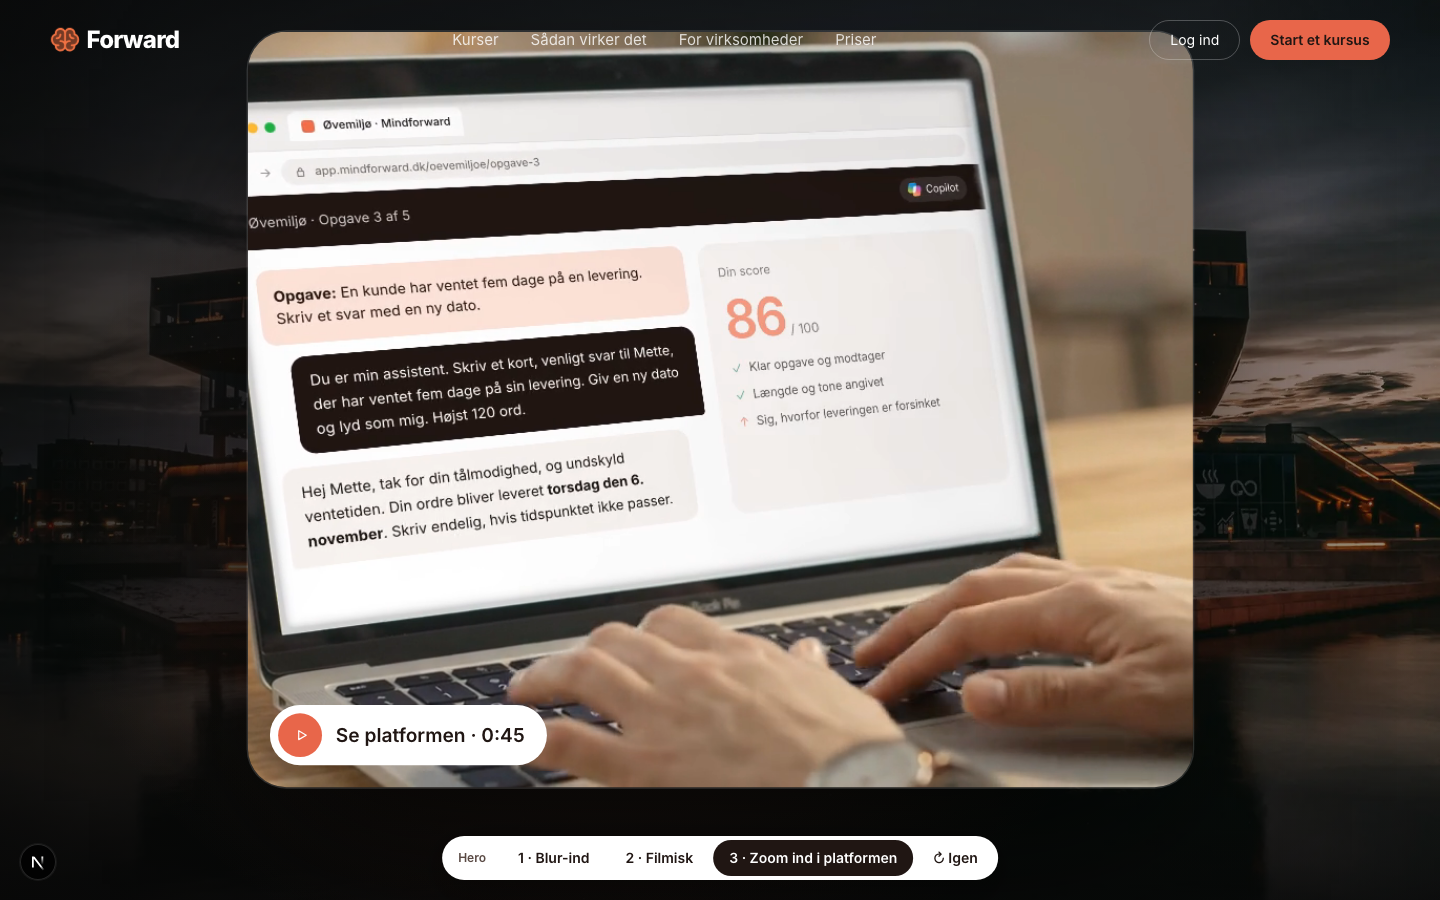 Forward
Kurser
Sådan virker det
For virksomheder
Priser
Log ind
Start et kursus
Øvemiljø · Mindforward
app.mindforward.dk/oevemiljoe/opgave-3
Øvemiljø · Opgave 3 af 5
Copilot
Opgave: En kunde har ventet fem dage på en levering.
Skriv et svar med en ny dato.
Du er min assistent. Skriv et kort, venligt svar til Mette,
der har ventet fem dage på sin levering. Giv en ny dato
og lyd som mig. Højst 120 ord.
Hej Mette, tak for din tålmodighed, og undskyld
ventetiden. Din ordre bliver leveret torsdag den 6.
november. Skriv endelig, hvis tidspunktet ikke passer.
Din score
86 / 100
✓ Klar opgave og modtager
✓ Længde og tone angivet
↑ Sig, hvorfor leveringen er forsinket
Se platformen · 0:45
Hero
1 · Blur-ind
2 · Filmisk
3 · Zoom ind i platformen
↻ Igen
N